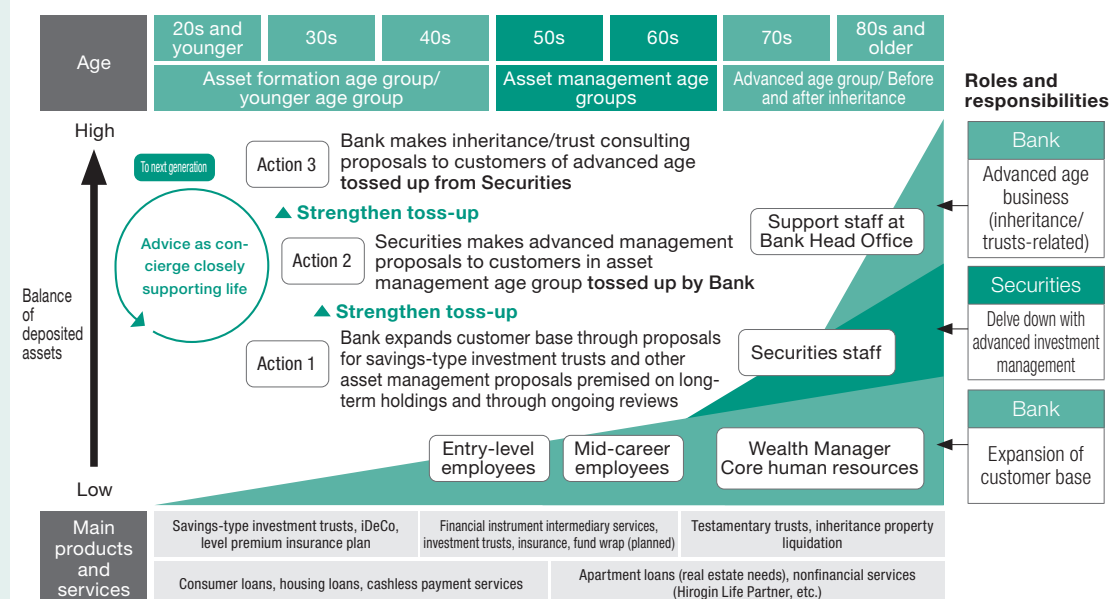 Age
20s and
younger
30s
40s
50s
60s
70s
80s and
older
Asset formation age group/
younger age group
Asset management age
groups
Advanced age group/ Before
and after inheritance
Roles and
responsibilities
High
Balance
of
deposited
assets
Low
To next generation
Advice as con-
cierge closely
supporting life
Action 3
Bank makes inheritance/trust consulting
proposals to customers of advanced age
tossed up from Securities
▲ Strengthen toss-up
Action 2
Securities makes advanced management
proposals to customers in asset
management age group tossed up by Bank
▲ Strengthen toss-up
Action 1
Bank expands customer base through proposals
for savings-type investment trusts and other
asset management proposals premised on long-
term holdings and through ongoing reviews
Support staff at
Bank Head Office
Securities staff
Entry-level
employees
Mid-career
employees
Wealth Manager
Core human resources
Bank
Advanced age
business
(inheritance/
trusts-related)
Securities
Delve down with
advanced investment
management
Bank
Expansion of
customer base
Main
products
and
services
Savings-type investment trusts, iDeCo,
level premium insurance plan
Financial instrument intermediary services,
investment trusts, insurance, fund wrap (planned)
Testamentary trusts, inheritance property
liquidation
Consumer loans, housing loans, cashless payment services
Apartment loans (real estate needs), nonfinancial services
(Hirogin Life Partner, etc.)